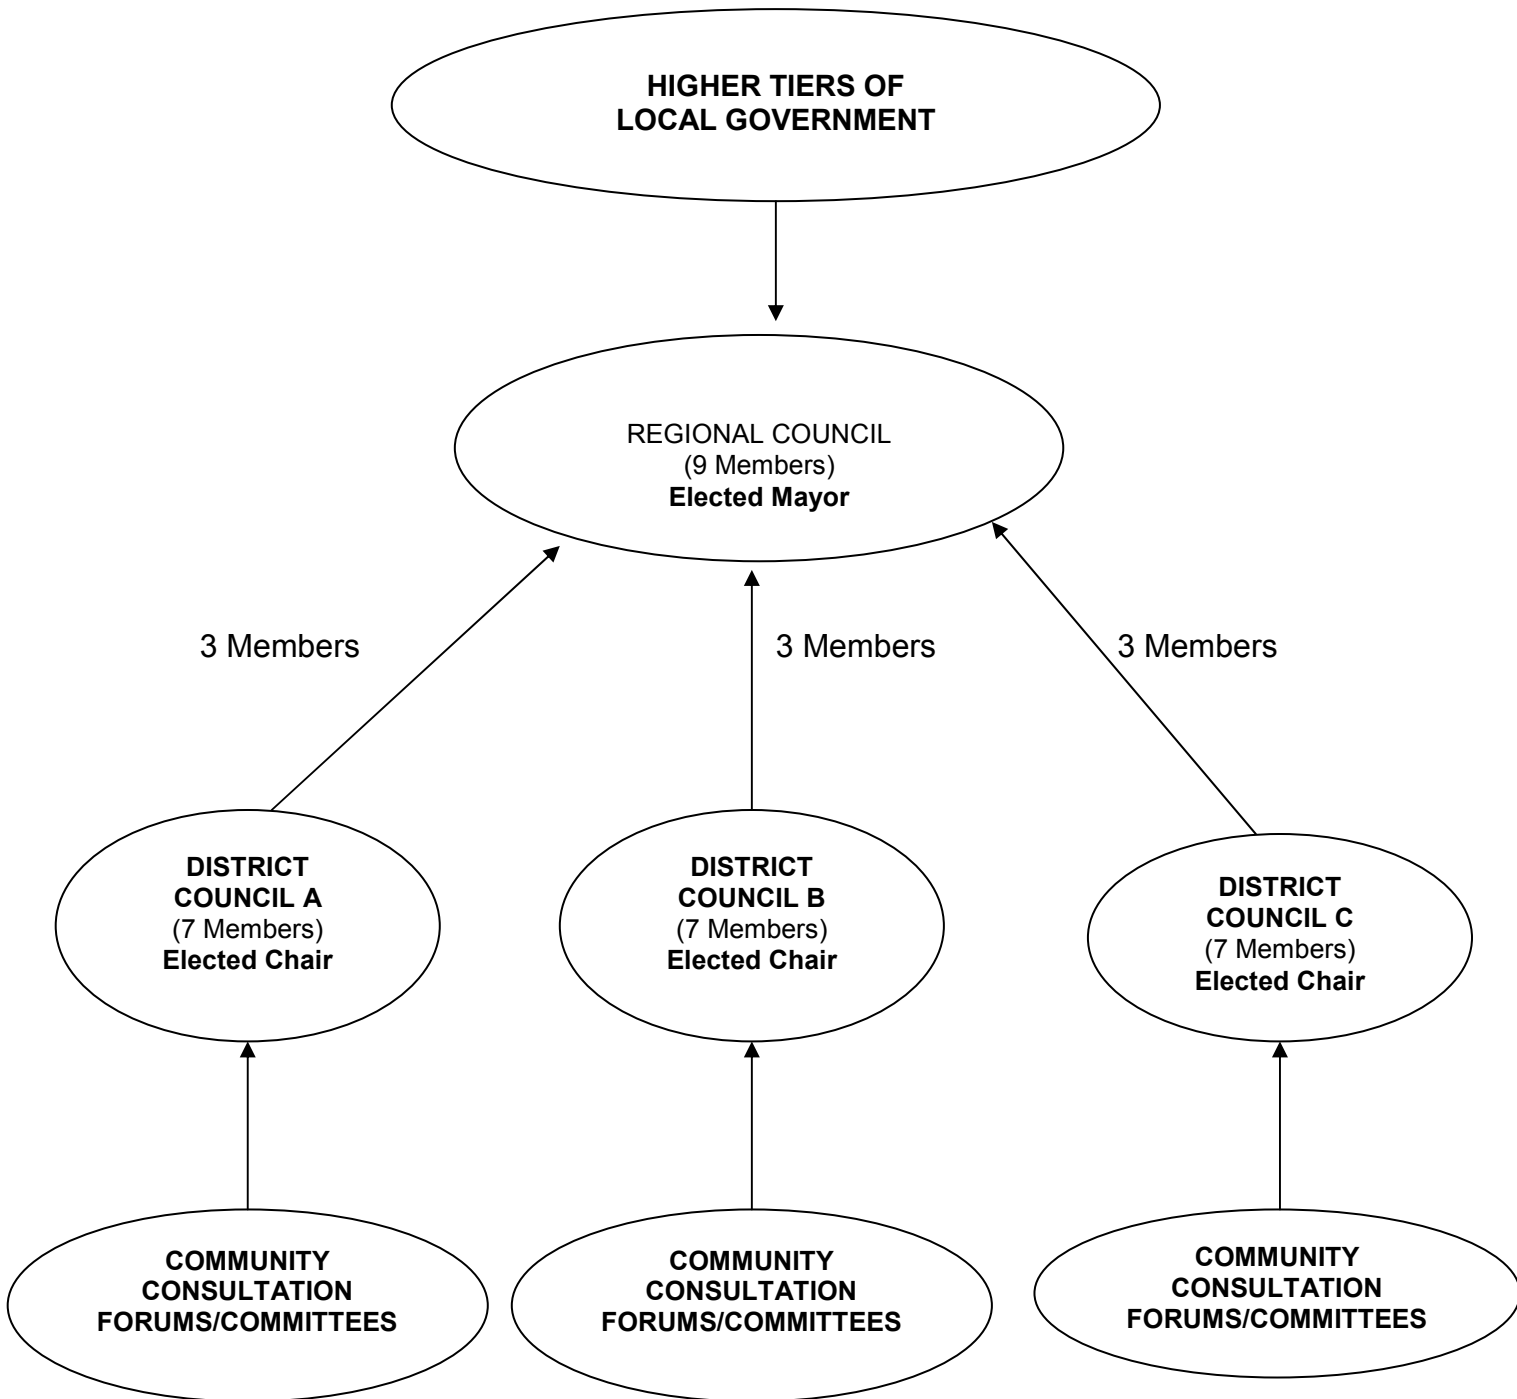 HIGHER TIERS OF
LOCAL GOVERNMENT
REGIONAL COUNCIL
(9 Members)
Elected Mayor
3 Members
3 Members
3 Members
DISTRICT
COUNCIL A
(7 Members)
Elected Chair
DISTRICT
COUNCIL B
(7 Members)
Elected Chair
DISTRICT
COUNCIL C
(7 Members)
Elected Chair
COMMUNITY
CONSULTATION
FORUMS/COMMITTEES
COMMUNITY
CONSULTATION
FORUMS/COMMITTEES
COMMUNITY
CONSULTATION
FORUMS/COMMITTEES